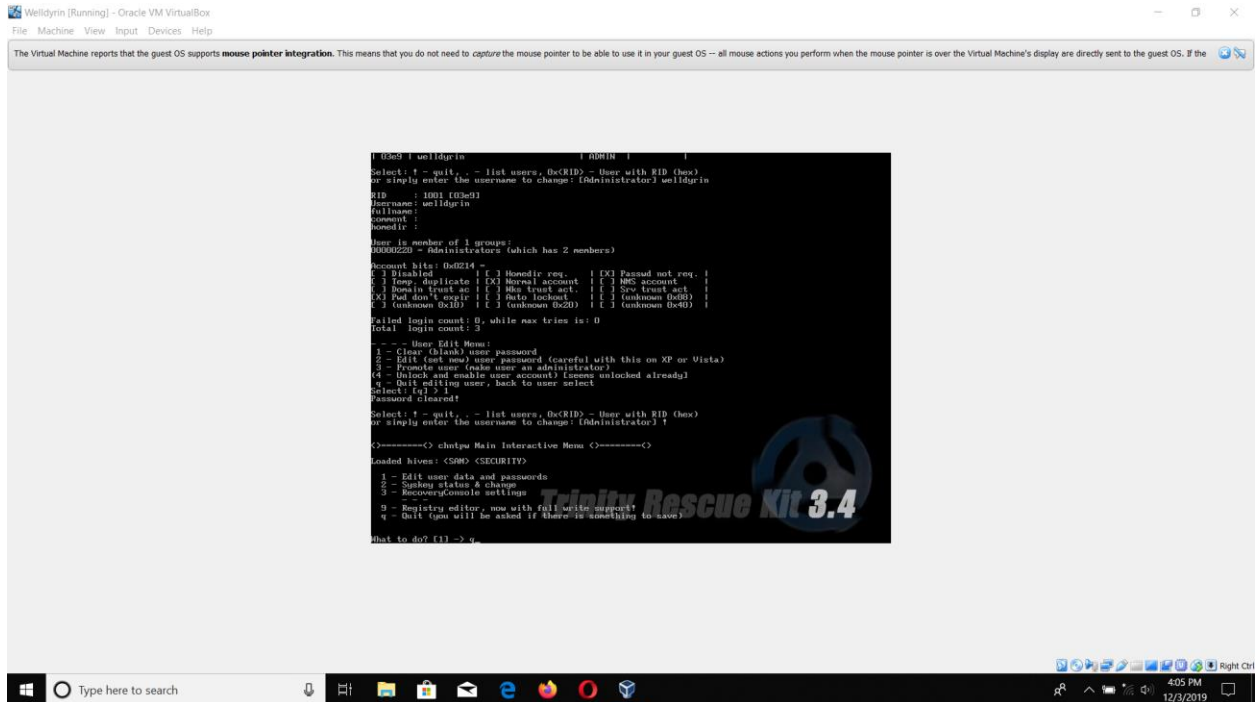 Welldyrin [Running] - Oracle VM VirtualBox
File Machine View Input Devices Help
The Virtual Machine reports that the guest OS supports mouse pointer integration. This means that you do not need to capture the mouse pointer to be able to use it in your guest OS -- all mouse actions you perform when the mouse pointer is over the Virtual Machine's display are directly sent to the guest OS. If the
| 03e9 | welldyrin | ADMIN | |
Select: ! - quit, . - list users, 0x<RID> - User with RID (hex)
or simply enter the username to change: [Administrator] welldyrin
RID : 1001 [03e9]
Username: welldyrin
fullname:
comment :
homedir :
User is member of 1 groups:
00000220 = Administrators (which has 2 members)
Account bits: 0x0214 =
[ ] Disabled | [ ] Homedir req. | [X] Passwd not req. |
[ ] Temp. duplicate | [X] Normal account | [ ] NMS account |
[ ] Domain trust ac | [ ] Wks trust act. | [ ] Srv trust act |
[X] Pwd don't expir | [ ] Auto lockout | [ ] (unknown 0x08) |
[ ] (unknown 0x10) | [ ] (unknown 0x20) | [ ] (unknown 0x40) |
Failed login count: 0, while max tries is: 0
Total login count: 3
- - - - User Edit Menu:
1 - Clear (blank) user password
2 - Edit (set new) user password (careful with this on XP or Vista)
3 - Promote user (make user an administrator)
(4 - Unlock and enable user account) [seems unlocked already]
q - Quit editing user, back to user select
Select: [q] > 1
Password cleared!
Select: ! - quit, . - list users, 0x<RID> - User with RID (hex)
or simply enter the username to change: [Administrator] !
<>========<> chntpw Main Interactive Menu <>========<>
Loaded hives: <SAM> <SECURITY>
1 - Edit user data and passwords
2 - Syskey status & change
3 - RecoveryConsole settings
- - -
9 - Registry editor, now with full write support!
q - Quit (you will be asked if there is something to save)
Trinity Rescue Kit 3.4
What to do? [1] -> q_
Right Ctrl
Type here to search
4:05 PM
12/3/2019